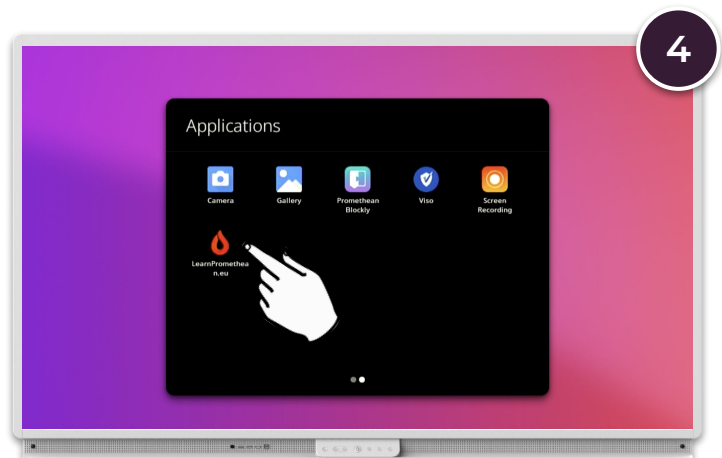 4
Applications
Camera
Gallery
Promethean
Blockly
Viso
Screen
Recording
LearnPromethea
n.eu